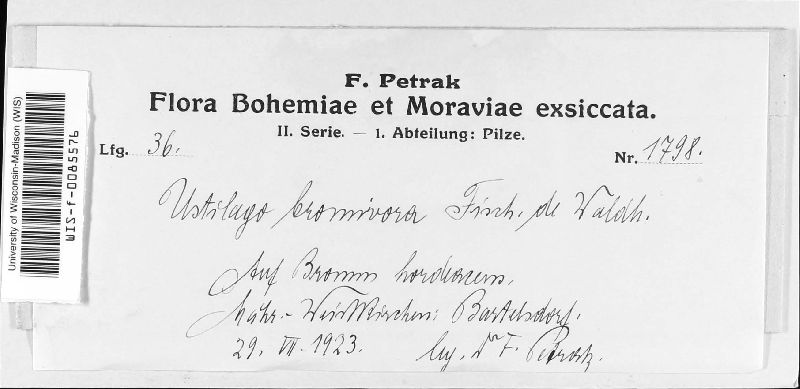 F. Petrak
Flora Bohemiae et Moraviae exsiccata.
II. Serie. — 1. Abteilung: Pilze.
Lfg. 36.
Nr. 1798.
Ustilago bromivora Fisch. de Waldh.
Auf Bromus hordeaceus.
Mähr.-Weisskirchen: Bartelsdorf.
29. VII. 1923. leg. Dr F. Petrak.
University of Wisconsin-Madison (WIS)
WIS-f-0085576